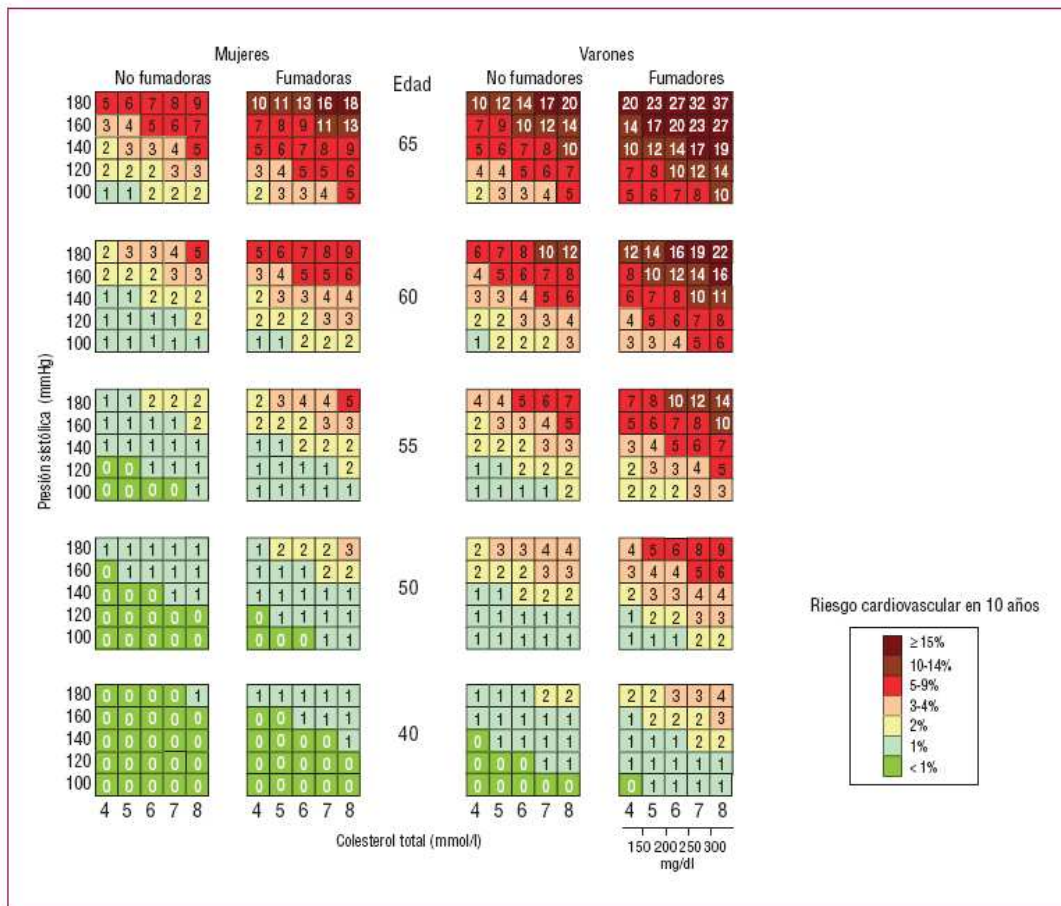 Mujeres Varones
No fumadoras Fumadoras Edad No fumadores Fumadores
180 5 6 7 8 9 10 11 13 16 18 10 12 14 17 20 20 23 27 32 37
160 3 4 5 6 7 7 8 9 11 13 7 9 10 12 14 14 17 20 23 27
140 2 3 3 4 5 5 6 7 8 9 65 5 6 7 8 10 10 12 14 17 19
120 2 2 2 3 3 3 4 5 5 6 4 4 5 6 7 7 8 10 12 14
100 1 1 2 2 2 2 3 3 4 5 2 3 3 4 5 5 6 7 8 10
180 2 3 3 4 5 5 6 7 8 9 6 7 8 10 12 12 14 16 19 22
160 2 2 2 3 3 3 4 5 5 6 4 5 6 7 8 8 10 12 14 16
140 1 1 2 2 2 2 3 3 4 4 60 3 3 4 5 6 6 7 8 10 11
120 1 1 1 1 2 2 2 2 3 3 2 2 3 3 4 4 5 6 7 8
100 1 1 1 1 1 1 1 2 2 2 1 2 2 2 3 3 3 4 5 6
Presión sistólica (mmHg)
180 1 1 2 2 2 2 3 4 4 5 4 4 5 6 7 7 8 10 12 14
160 1 1 1 1 2 2 2 2 3 3 2 3 3 4 5 5 6 7 8 10
140 1 1 1 1 1 1 1 2 2 2 55 2 2 2 3 3 3 4 5 6 7
120 0 0 1 1 1 1 1 1 1 2 1 1 2 2 2 2 3 3 4 5
100 0 0 0 0 1 1 1 1 1 1 1 1 1 1 2 2 2 2 3 3
180 1 1 1 1 1 1 2 2 2 3 2 3 3 4 4 4 5 6 8 9
160 0 1 1 1 1 1 1 1 2 2 2 2 2 3 3 3 4 4 5 6
140 0 0 0 1 1 1 1 1 1 1 50 1 1 2 2 2 2 3 3 4 4
120 0 0 0 0 0 0 1 1 1 1 1 1 1 1 1 1 2 2 3 3
100 0 0 0 0 0 0 0 0 1 1 1 1 1 1 1 1 1 1 2 2
180 0 0 0 0 1 1 1 1 1 1 1 1 1 2 2 2 2 3 3 4
160 0 0 0 0 0 0 0 1 1 1 1 1 1 1 1 1 2 2 2 3
140 0 0 0 0 0 0 0 0 0 1 40 0 1 1 1 1 1 1 1 2 2
120 0 0 0 0 0 0 0 0 0 0 0 0 0 1 1 1 1 1 1 1
100 0 0 0 0 0 0 0 0 0 0 0 0 0 0 0 0 1 1 1 1
4 5 6 7 8 4 5 6 7 8 4 5 6 7 8 4 5 6 7 8
Colesterol total (mmol/l)
150 200 250 300
mg/dl
Riesgo cardiovascular en 10 años
≥ 15%
10-14%
5-9%
3-4%
2%
1%
< 1%